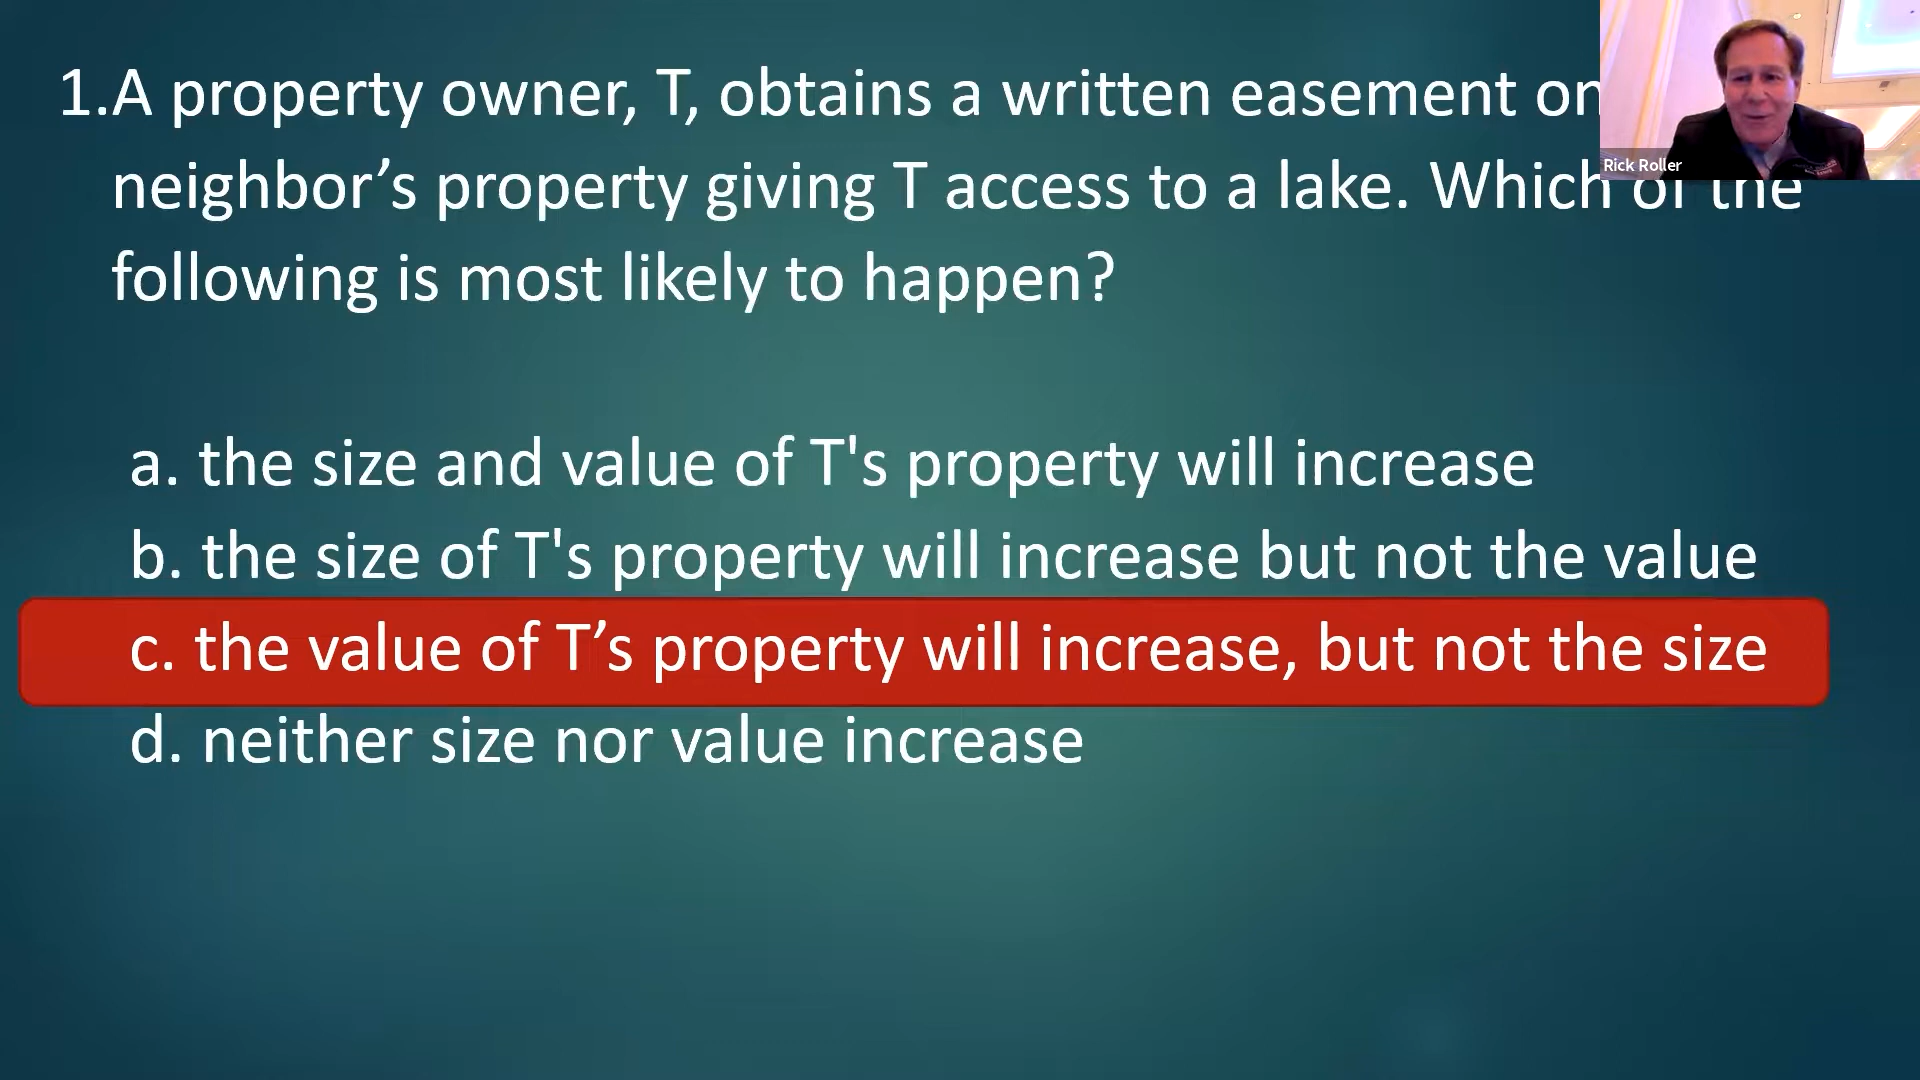 1.A property owner, T, obtains a written easement on
neighbor’s property giving T access to a lake. Which of the
following is most likely to happen?
a. the size and value of T's property will increase
b. the size of T's property will increase but not the value
c. the value of T’s property will increase, but not the size
d. neither size nor value increase
Rick Roller